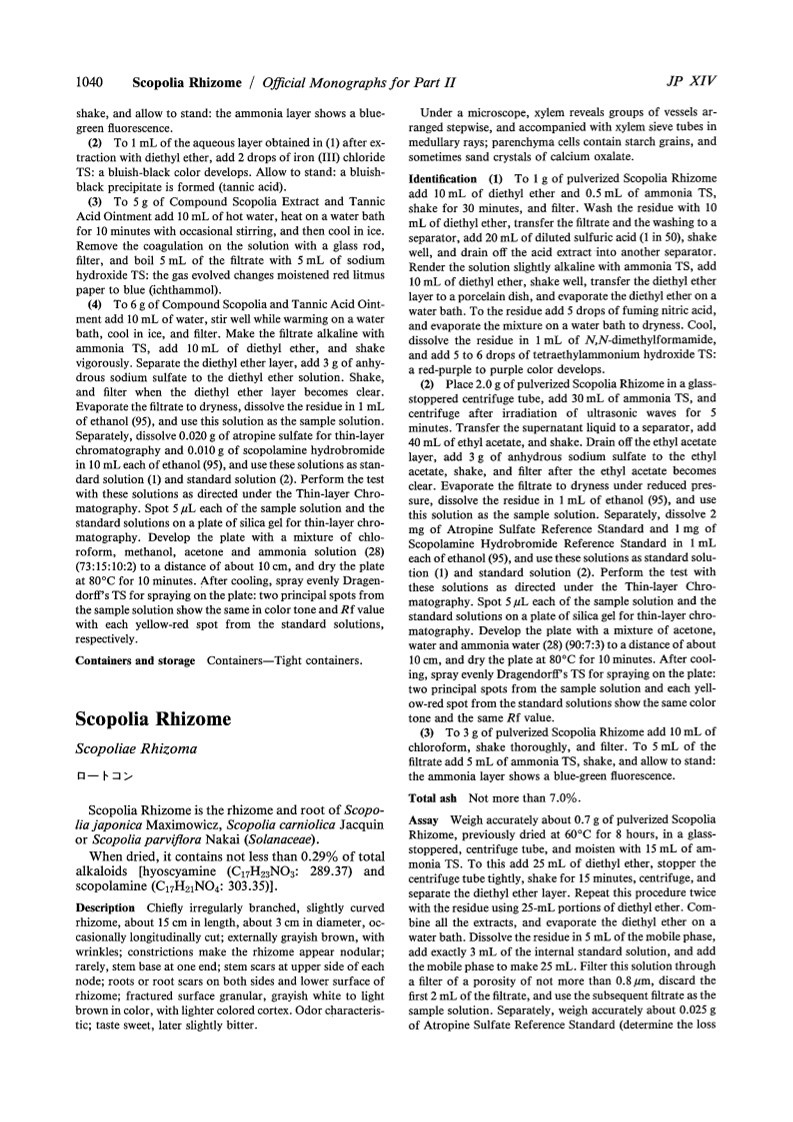 1040 Scopolia Rhizome / Official Monographs for Part II JP XIV
shake, and allow to stand: the ammonia layer shows a blue-
green fluorescence.
(2) To 1 mL of the aqueous layer obtained in (1) after ex-
traction with diethyl ether, add 2 drops of iron (III) chloride
TS: a bluish-black color develops. Allow to stand: a bluish-
black precipitate is formed (tannic acid).
(3) To 5 g of Compound Scopolia Extract and Tannic
Acid Ointment add 10 mL of hot water, heat on a water bath
for 10 minutes with occasional stirring, and then cool in ice.
Remove the coagulation on the solution with a glass rod,
filter, and boil 5 mL of the filtrate with 5 mL of sodium
hydroxide TS: the gas evolved changes moistened red litmus
paper to blue (ichthammol).
(4) To 6 g of Compound Scopolia and Tannic Acid Oint-
ment add 10 mL of water, stir well while warming on a water
bath, cool in ice, and filter. Make the filtrate alkaline with
ammonia TS, add 10 mL of diethyl ether, and shake
vigorously. Separate the diethyl ether layer, add 3 g of anhy-
drous sodium sulfate to the diethyl ether solution. Shake,
and filter when the diethyl ether layer becomes clear.
Evaporate the filtrate to dryness, dissolve the residue in 1 mL
of ethanol (95), and use this solution as the sample solution.
Separately, dissolve 0.020 g of atropine sulfate for thin-layer
chromatography and 0.010 g of scopolamine hydrobromide
in 10 mL each of ethanol (95), and use these solutions as stan-
dard solution (1) and standard solution (2). Perform the test
with these solutions as directed under the Thin-layer Chro-
matography. Spot 5 μL each of the sample solution and the
standard solutions on a plate of silica gel for thin-layer chro-
matography. Develop the plate with a mixture of chlo-
roform, methanol, acetone and ammonia solution (28)
(73:15:10:2) to a distance of about 10 cm, and dry the plate
at 80°C for 10 minutes. After cooling, spray evenly Dragen-
dorff's TS for spraying on the plate: two principal spots from
the sample solution show the same in color tone and Rf value
with each yellow-red spot from the standard solutions,
respectively.
Containers and storage Containers—Tight containers.
Scopolia Rhizome
Scopoliae Rhizoma
ロートコン
Scopolia Rhizome is the rhizome and root of Scopo-
lia japonica Maximowicz, Scopolia carniolica Jacquin
or Scopolia parviflora Nakai (Solanaceae).
When dried, it contains not less than 0.29% of total
alkaloids [hyoscyamine (C17H23NO3: 289.37) and
scopolamine (C17H21NO4: 303.35)].
Description Chiefly irregularly branched, slightly curved
rhizome, about 15 cm in length, about 3 cm in diameter, oc-
casionally longitudinally cut; externally grayish brown, with
wrinkles; constrictions make the rhizome appear nodular;
rarely, stem base at one end; stem scars at upper side of each
node; roots or root scars on both sides and lower surface of
rhizome; fractured surface granular, grayish white to light
brown in color, with lighter colored cortex. Odor characteris-
tic; taste sweet, later slightly bitter.
Under a microscope, xylem reveals groups of vessels ar-
ranged stepwise, and accompanied with xylem sieve tubes in
medullary rays; parenchyma cells contain starch grains, and
sometimes sand crystals of calcium oxalate.
Identification (1) To 1 g of pulverized Scopolia Rhizome
add 10 mL of diethyl ether and 0.5 mL of ammonia TS,
shake for 30 minutes, and filter. Wash the residue with 10
mL of diethyl ether, transfer the filtrate and the washing to a
separator, add 20 mL of diluted sulfuric acid (1 in 50), shake
well, and drain off the acid extract into another separator.
Render the solution slightly alkaline with ammonia TS, add
10 mL of diethyl ether, shake well, transfer the diethyl ether
layer to a porcelain dish, and evaporate the diethyl ether on a
water bath. To the residue add 5 drops of fuming nitric acid,
and evaporate the mixture on a water bath to dryness. Cool,
dissolve the residue in 1 mL of N,N-dimethylformamide,
and add 5 to 6 drops of tetraethylammonium hydroxide TS:
a red-purple to purple color develops.
(2) Place 2.0 g of pulverized Scopolia Rhizome in a glass-
stoppered centrifuge tube, add 30 mL of ammonia TS, and
centrifuge after irradiation of ultrasonic waves for 5
minutes. Transfer the supernatant liquid to a separator, add
40 mL of ethyl acetate, and shake. Drain off the ethyl acetate
layer, add 3 g of anhydrous sodium sulfate to the ethyl
acetate, shake, and filter after the ethyl acetate becomes
clear. Evaporate the filtrate to dryness under reduced pres-
sure, dissolve the residue in 1 mL of ethanol (95), and use
this solution as the sample solution. Separately, dissolve 2
mg of Atropine Sulfate Reference Standard and 1 mg of
Scopolamine Hydrobromide Reference Standard in 1 mL
each of ethanol (95), and use these solutions as standard solu-
tion (1) and standard solution (2). Perform the test with
these solutions as directed under the Thin-layer Chro-
matography. Spot 5 μL each of the sample solution and the
standard solutions on a plate of silica gel for thin-layer chro-
matography. Develop the plate with a mixture of acetone,
water and ammonia water (28) (90:7:3) to a distance of about
10 cm, and dry the plate at 80°C for 10 minutes. After cool-
ing, spray evenly Dragendorff's TS for spraying on the plate:
two principal spots from the sample solution and each yell-
ow-red spot from the standard solutions show the same color
tone and the same Rf value.
(3) To 3 g of pulverized Scopolia Rhizome add 10 mL of
chloroform, shake thoroughly, and filter. To 5 mL of the
filtrate add 5 mL of ammonia TS, shake, and allow to stand:
the ammonia layer shows a blue-green fluorescence.
Total ash Not more than 7.0%.
Assay Weigh accurately about 0.7 g of pulverized Scopolia
Rhizome, previously dried at 60°C for 8 hours, in a glass-
stoppered, centrifuge tube, and moisten with 15 mL of am-
monia TS. To this add 25 mL of diethyl ether, stopper the
centrifuge tube tightly, shake for 15 minutes, centrifuge, and
separate the diethyl ether layer. Repeat this procedure twice
with the residue using 25-mL portions of diethyl ether. Com-
bine all the extracts, and evaporate the diethyl ether on a
water bath. Dissolve the residue in 5 mL of the mobile phase,
add exactly 3 mL of the internal standard solution, and add
the mobile phase to make 25 mL. Filter this solution through
a filter of a porosity of not more than 0.8 μm, discard the
first 2 mL of the filtrate, and use the subsequent filtrate as the
sample solution. Separately, weigh accurately about 0.025 g
of Atropine Sulfate Reference Standard (determine the loss